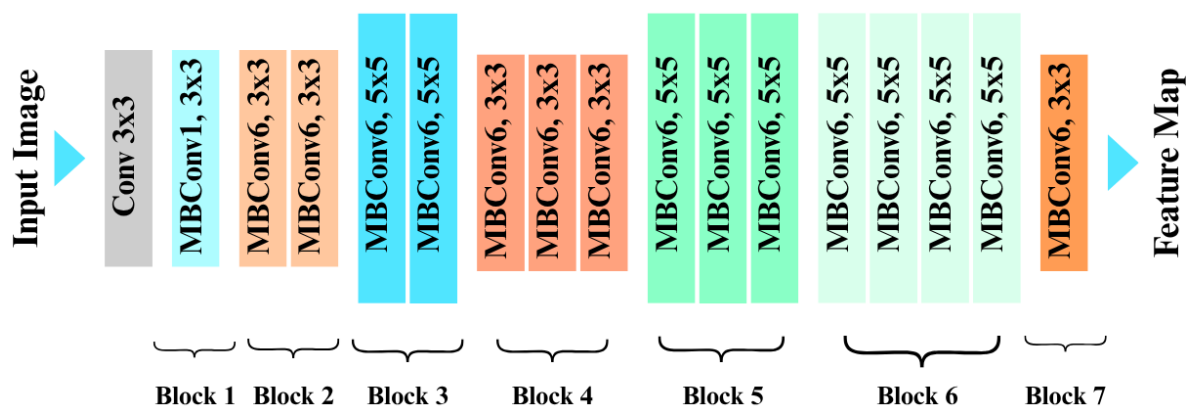 Input Image
Conv 3x3
MBConv1, 3x3
MBConv6, 3x3
MBConv6, 3x3
MBConv6, 5x5
MBConv6, 5x5
MBConv6, 3x3
MBConv6, 3x3
MBConv6, 3x3
MBConv6, 5x5
MBConv6, 5x5
MBConv6, 5x5
MBConv6, 5x5
MBConv6, 5x5
MBConv6, 5x5
MBConv6, 5x5
MBConv6, 3x3
Feature Map
Block 1
Block 2
Block 3
Block 4
Block 5
Block 6
Block 7